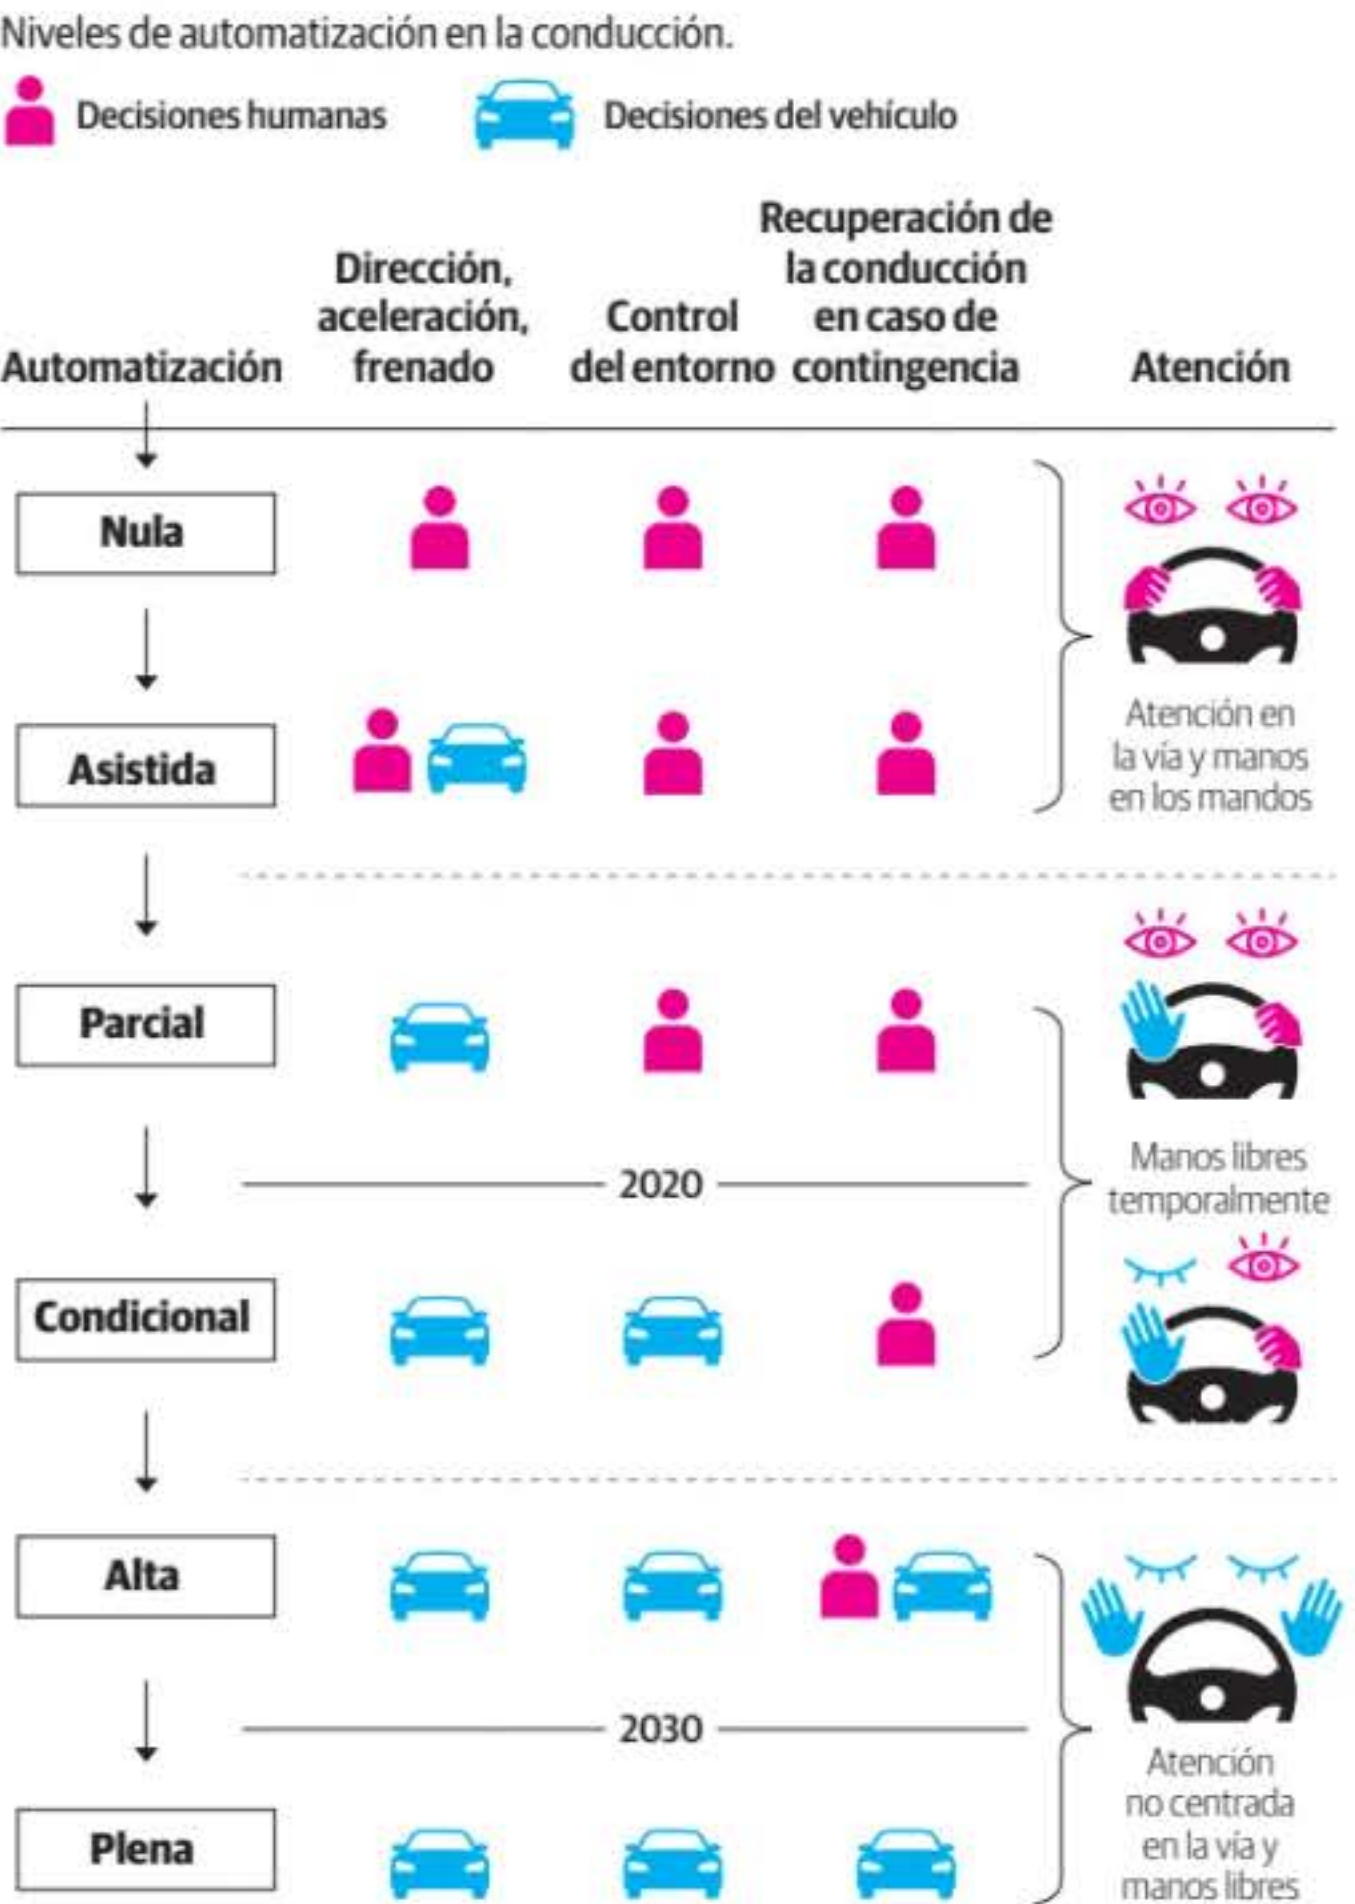 Niveles de automatización en la conducción.
Decisiones humanas
Decisiones del vehículo
Automatización
Dirección,
aceleración,
frenado
Control
del entorno
Recuperación de
la conducción
en caso de
contingencia
Atención
Nula
Asistida
Atención en
la vía y manos
en los mandos
Parcial
Manos libres
temporalmente
2020
Condicional
Alta
2030
Atención
no centrada
en la vía y
manos libres
Plena